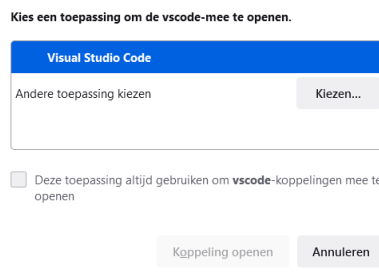 Kies een toepassing om de vscode-mee te openen.
Visual Studio Code
Andere toepassing kiezen
Kiezen...
Deze toepassing altijd gebruiken om vscode-koppelingen mee te
openen
Koppeling openen
Annuleren